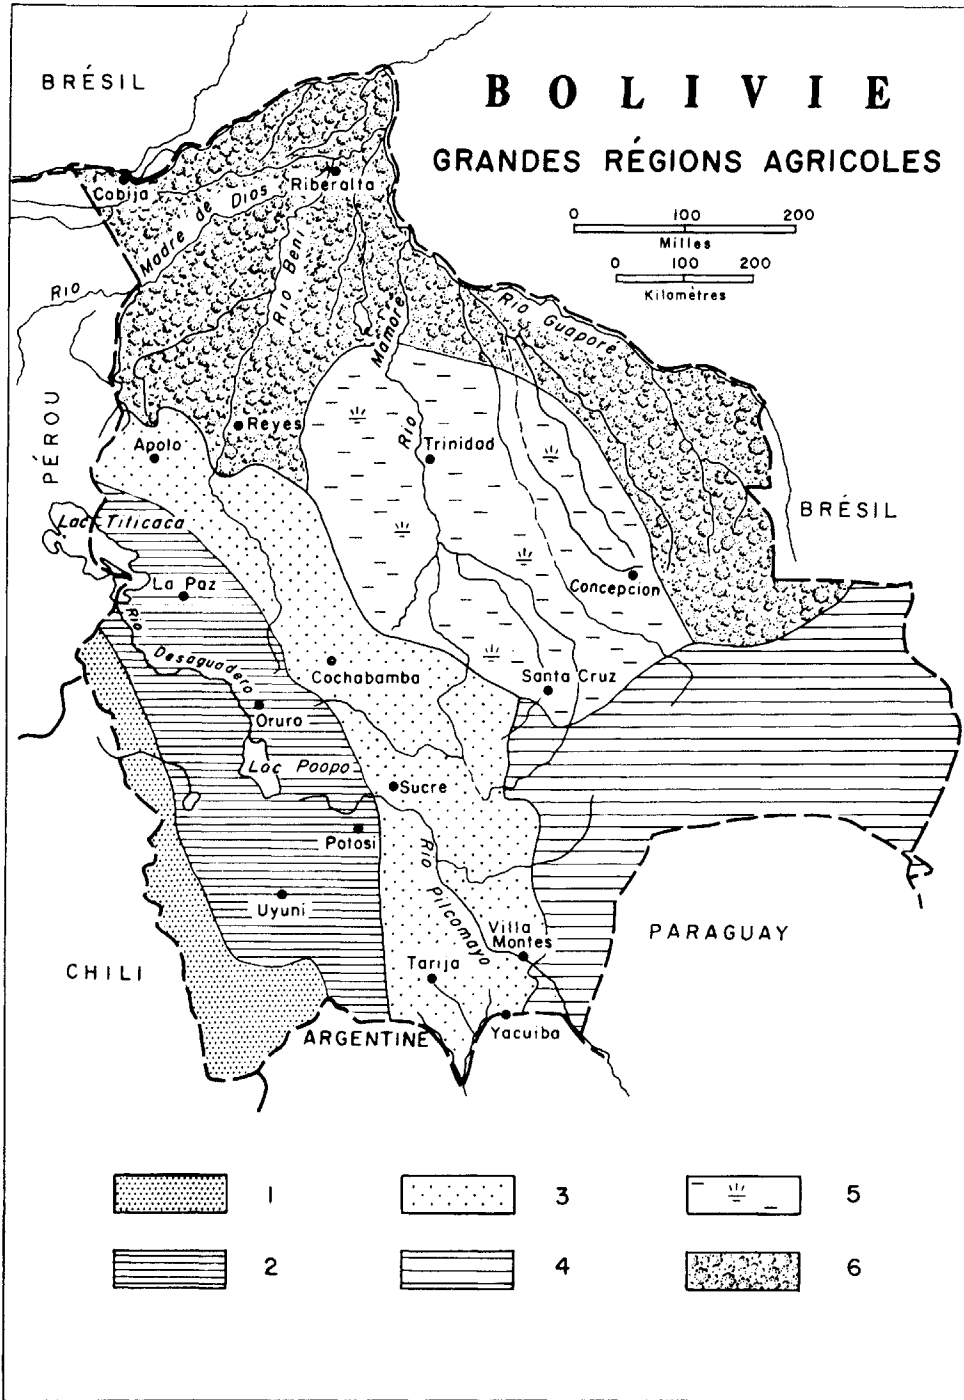 BOLIVIE
GRANDES RÉGIONS AGRICOLES
0 100 200
Milles
0 100 200
Kilomètres
BRÉSIL
Cobija
Riberalta
Rio Madre de Dios
Rio Ben
Rio Mamoré
Rio Guaporé
PÉROU
Reyes
Apolo
Trinidad
BRÉSIL
Lac Titicaca
La Paz
Concepcion
Rio Desaguadero
Cochabamba
Santa Cruz
Oruro
Lac Poopo
Sucre
Potosi
Rio Pilcomayo
Uyuni
Villa Montes
PARAGUAY
Tarija
CHILI
ARGENTINE
Yacuiba
1 3 5
2 4 6